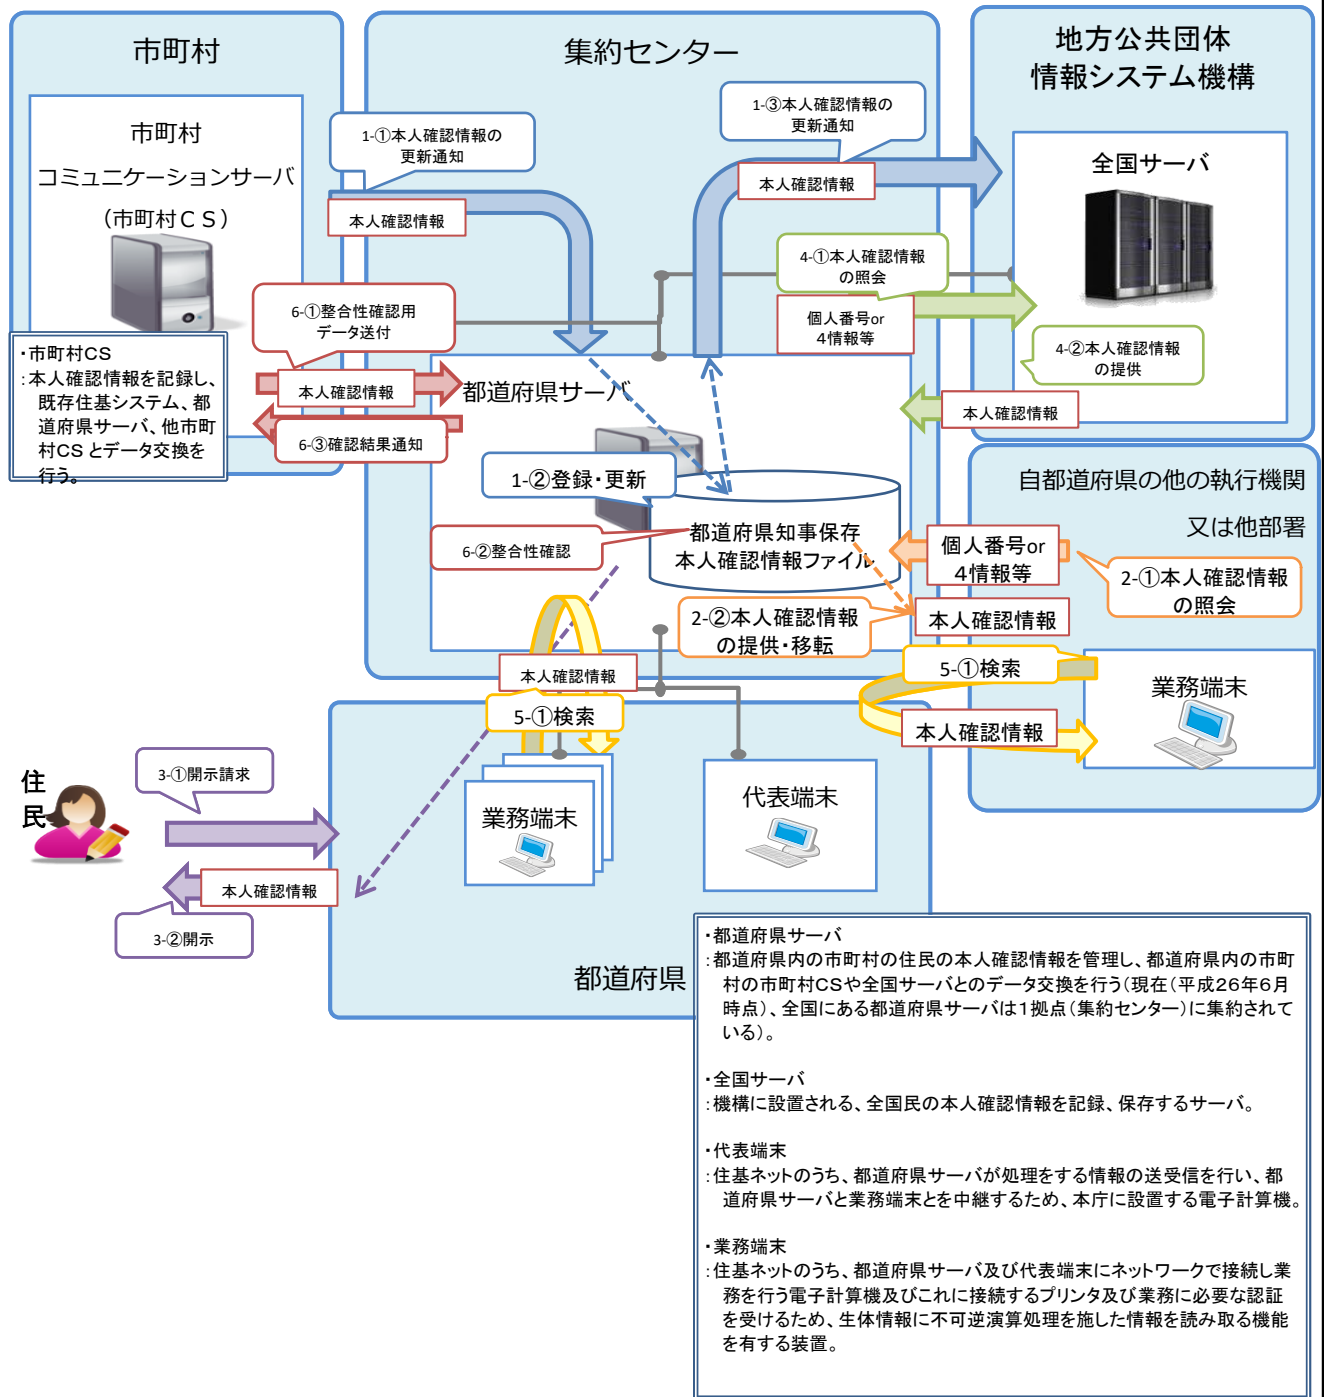 市町村
集約センター
地方公共団体
情報システム機構
市町村
コミュニケーションサーバ
(市町村ＣＳ)
1-①本人確認情報の
更新通知
本人確認情報
1-③本人確認情報の
更新通知
本人確認情報
全国サーバ
4-①本人確認情報
の照会
個人番号or
４情報等
4-②本人確認情報
の提供
本人確認情報
6-①整合性確認用
データ送付
本人確認情報
6-③確認結果通知
・市町村CS
：本人確認情報を記録し、
既存住基システム、都
道府県サーバ、他市町
村CS とデータ交換を
行う。
都道府県サーバ
1-②登録・更新
6-②整合性確認
都道府県知事保存
本人確認情報ファイル
自都道府県の他の執行機関
又は他部署
個人番号or
４情報等
2-①本人確認情報
の照会
2-②本人確認情報
の提供・移転
本人確認情報
5-①検索
本人確認情報
業務端末
本人確認情報
5-①検索
業務端末
代表端末
都道府県
住
民
3-①開示請求
本人確認情報
3-②開示
・都道府県サーバ
：都道府県内の市町村の住民の本人確認情報を管理し、都道府県内の市町
村の市町村CSや全国サーバとのデータ交換を行う（現在（平成２６年６月
時点）、全国にある都道府県サーバは１拠点（集約センター）に集約されて
いる）。
・全国サーバ
：機構に設置される、全国民の本人確認情報を記録、保存するサーバ。
・代表端末
：住基ネットのうち、都道府県サーバが処理をする情報の送受信を行い、都
道府県サーバと業務端末とを中継するため、本庁に設置する電子計算機。
・業務端末
：住基ネットのうち、都道府県サーバ及び代表端末にネットワークで接続し業
務を行う電子計算機及びこれに接続するプリンタ及び業務に必要な認証
を受けるため、生体情報に不可逆演算処理を施した情報を読み取る機能
を有する装置。